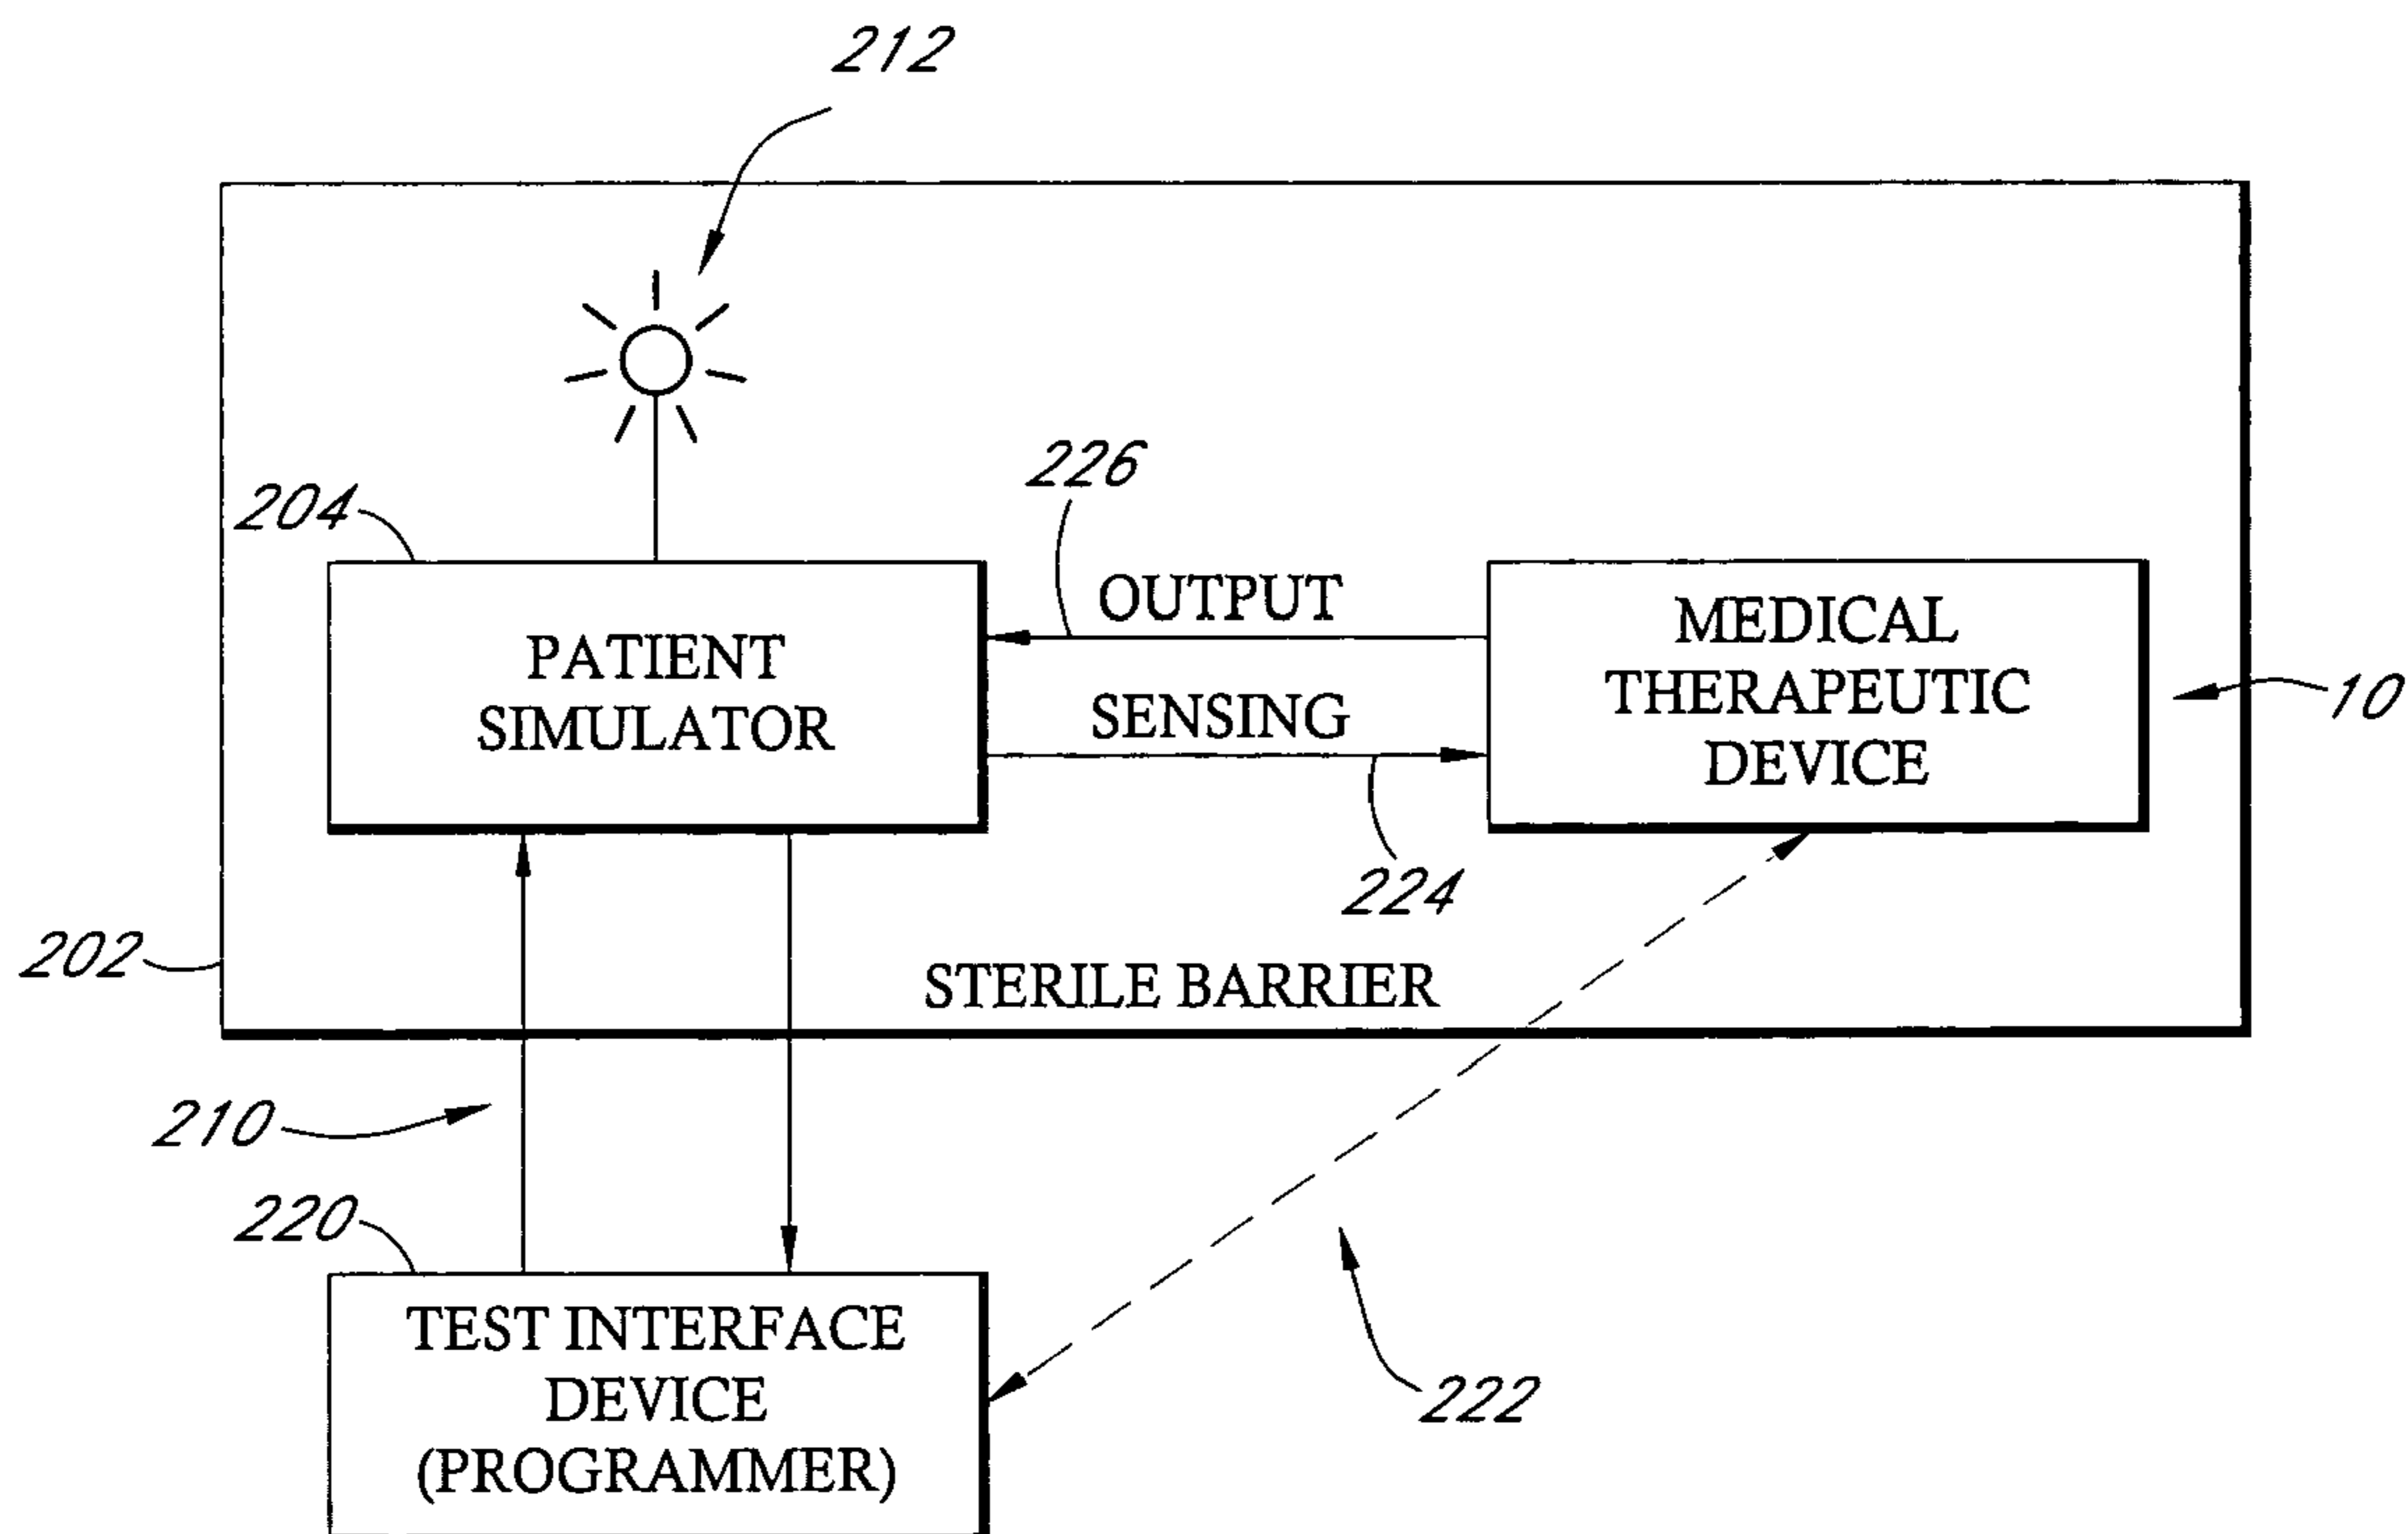 212
226
204
OUTPUT
PATIENT
SIMULATOR
SENSING
MEDICAL
THERAPEUTIC
DEVICE
10
224
202
STERILE BARRIER
210
220
TEST INTERFACE
DEVICE
(PROGRAMMER)
222